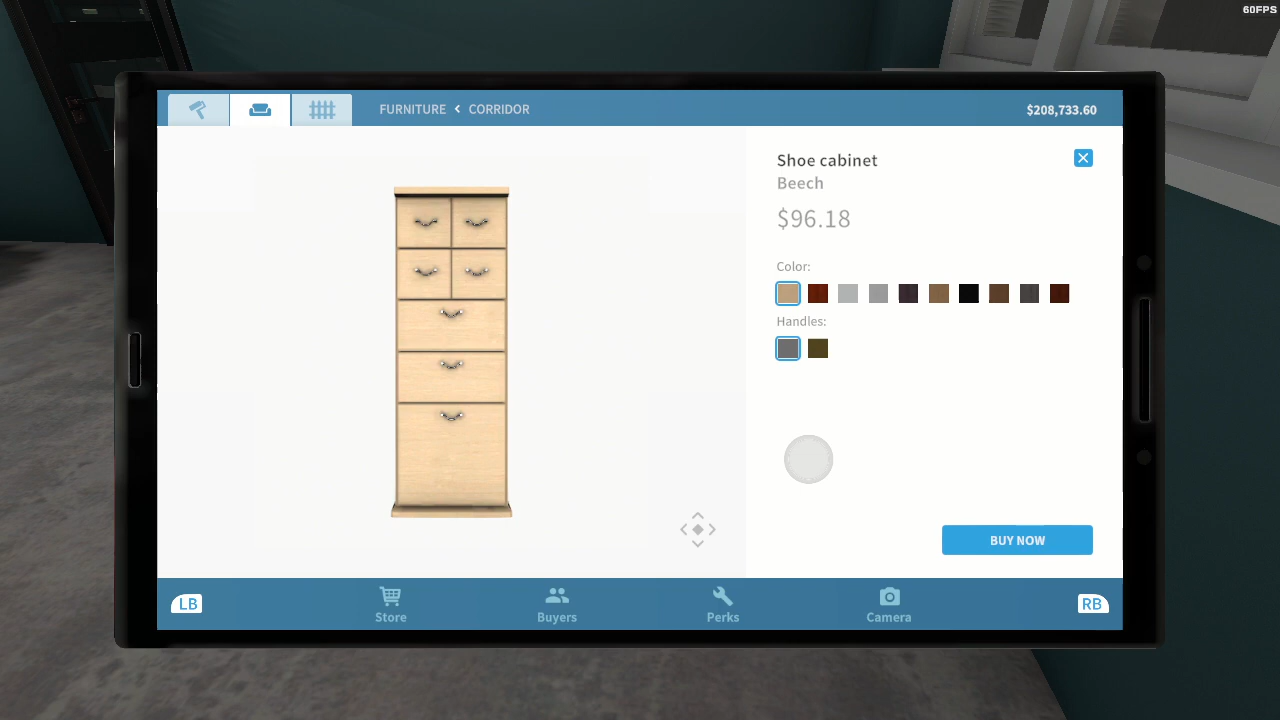 60FPS
FURNITURE < CORRIDOR
$208,733.60
Shoe cabinet
Beech
$96.18
Color:
Handles:
BUY NOW
LB
Store
Buyers
Perks
Camera
RB